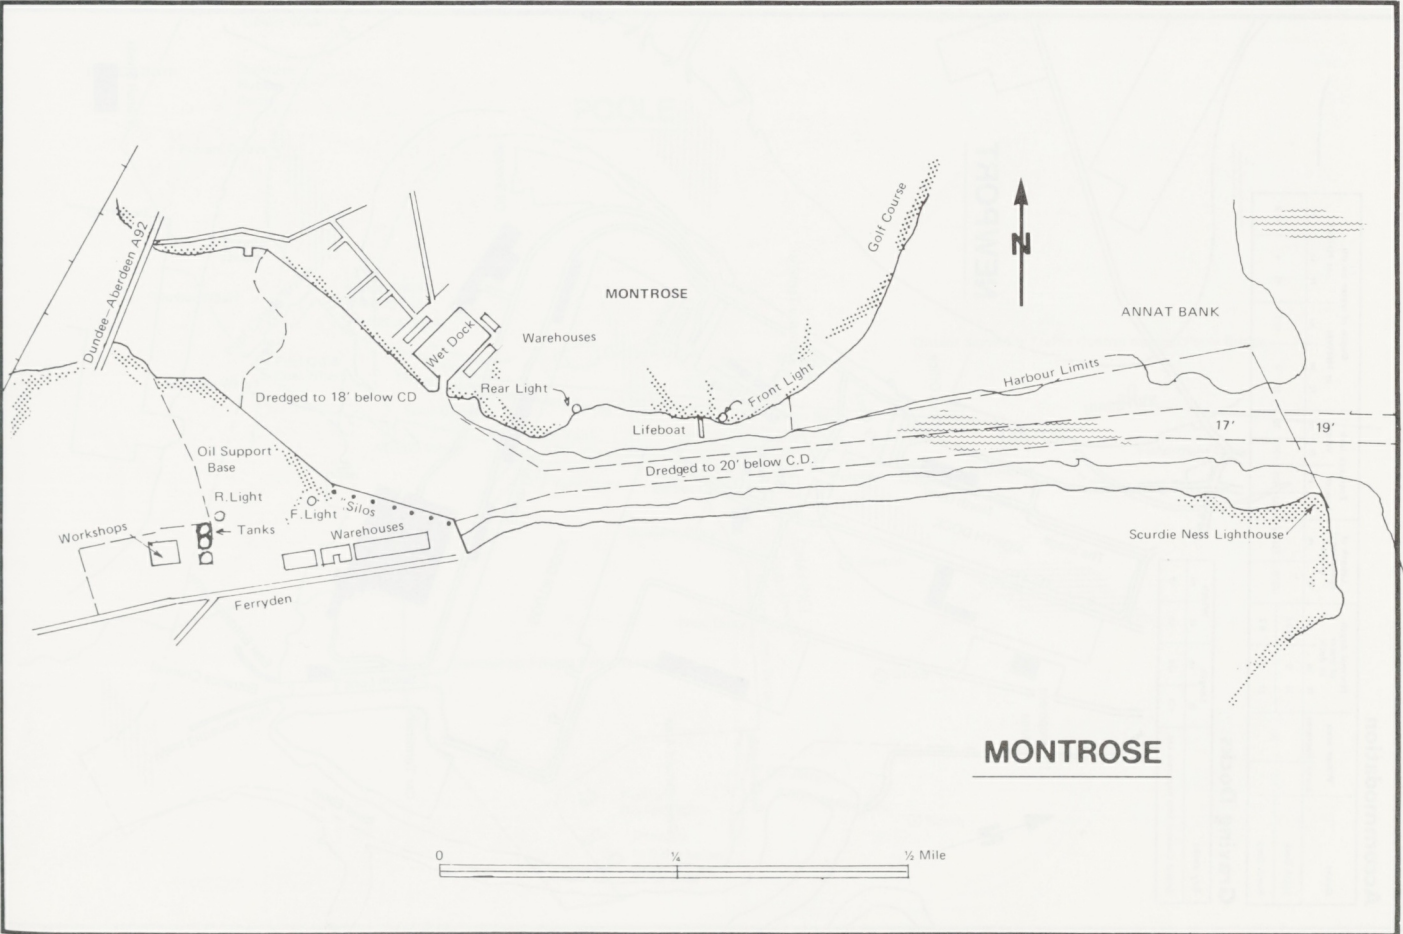 Golf Course
N
Dundee—Aberdeen A92
MONTROSE
ANNAT BANK
Wet Dock
Warehouses
Harbour Limits
Rear Light
Front Light
Dredged to 18' below CD
Lifeboat
17'
19'
Oil Support
Base
Dredged to 20' below C.D.
R.Light
F.Light
Silos
Workshops
Tanks
Warehouses
Scurdie Ness Lighthouse
Ferryden
MONTROSE
0
¼
½ Mile